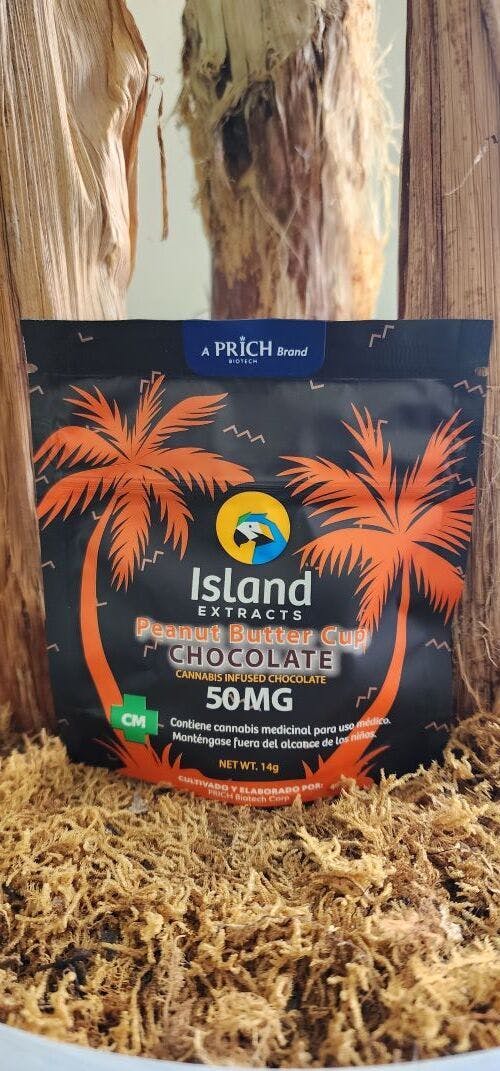 A PRICH Brand
BIOTECH
Island
EXTRACTS
Peanut Butter Cup
CHOCOLATE
CANNABIS INFUSED CHOCOLATE
50MG
CM
Contiene cannabis medicinal para uso médico.
Manténgase fuera del alcance de los niños.
NET WT. 14g
CULTIVADO Y ELABORADO POR:
PRICH Biotech Corp